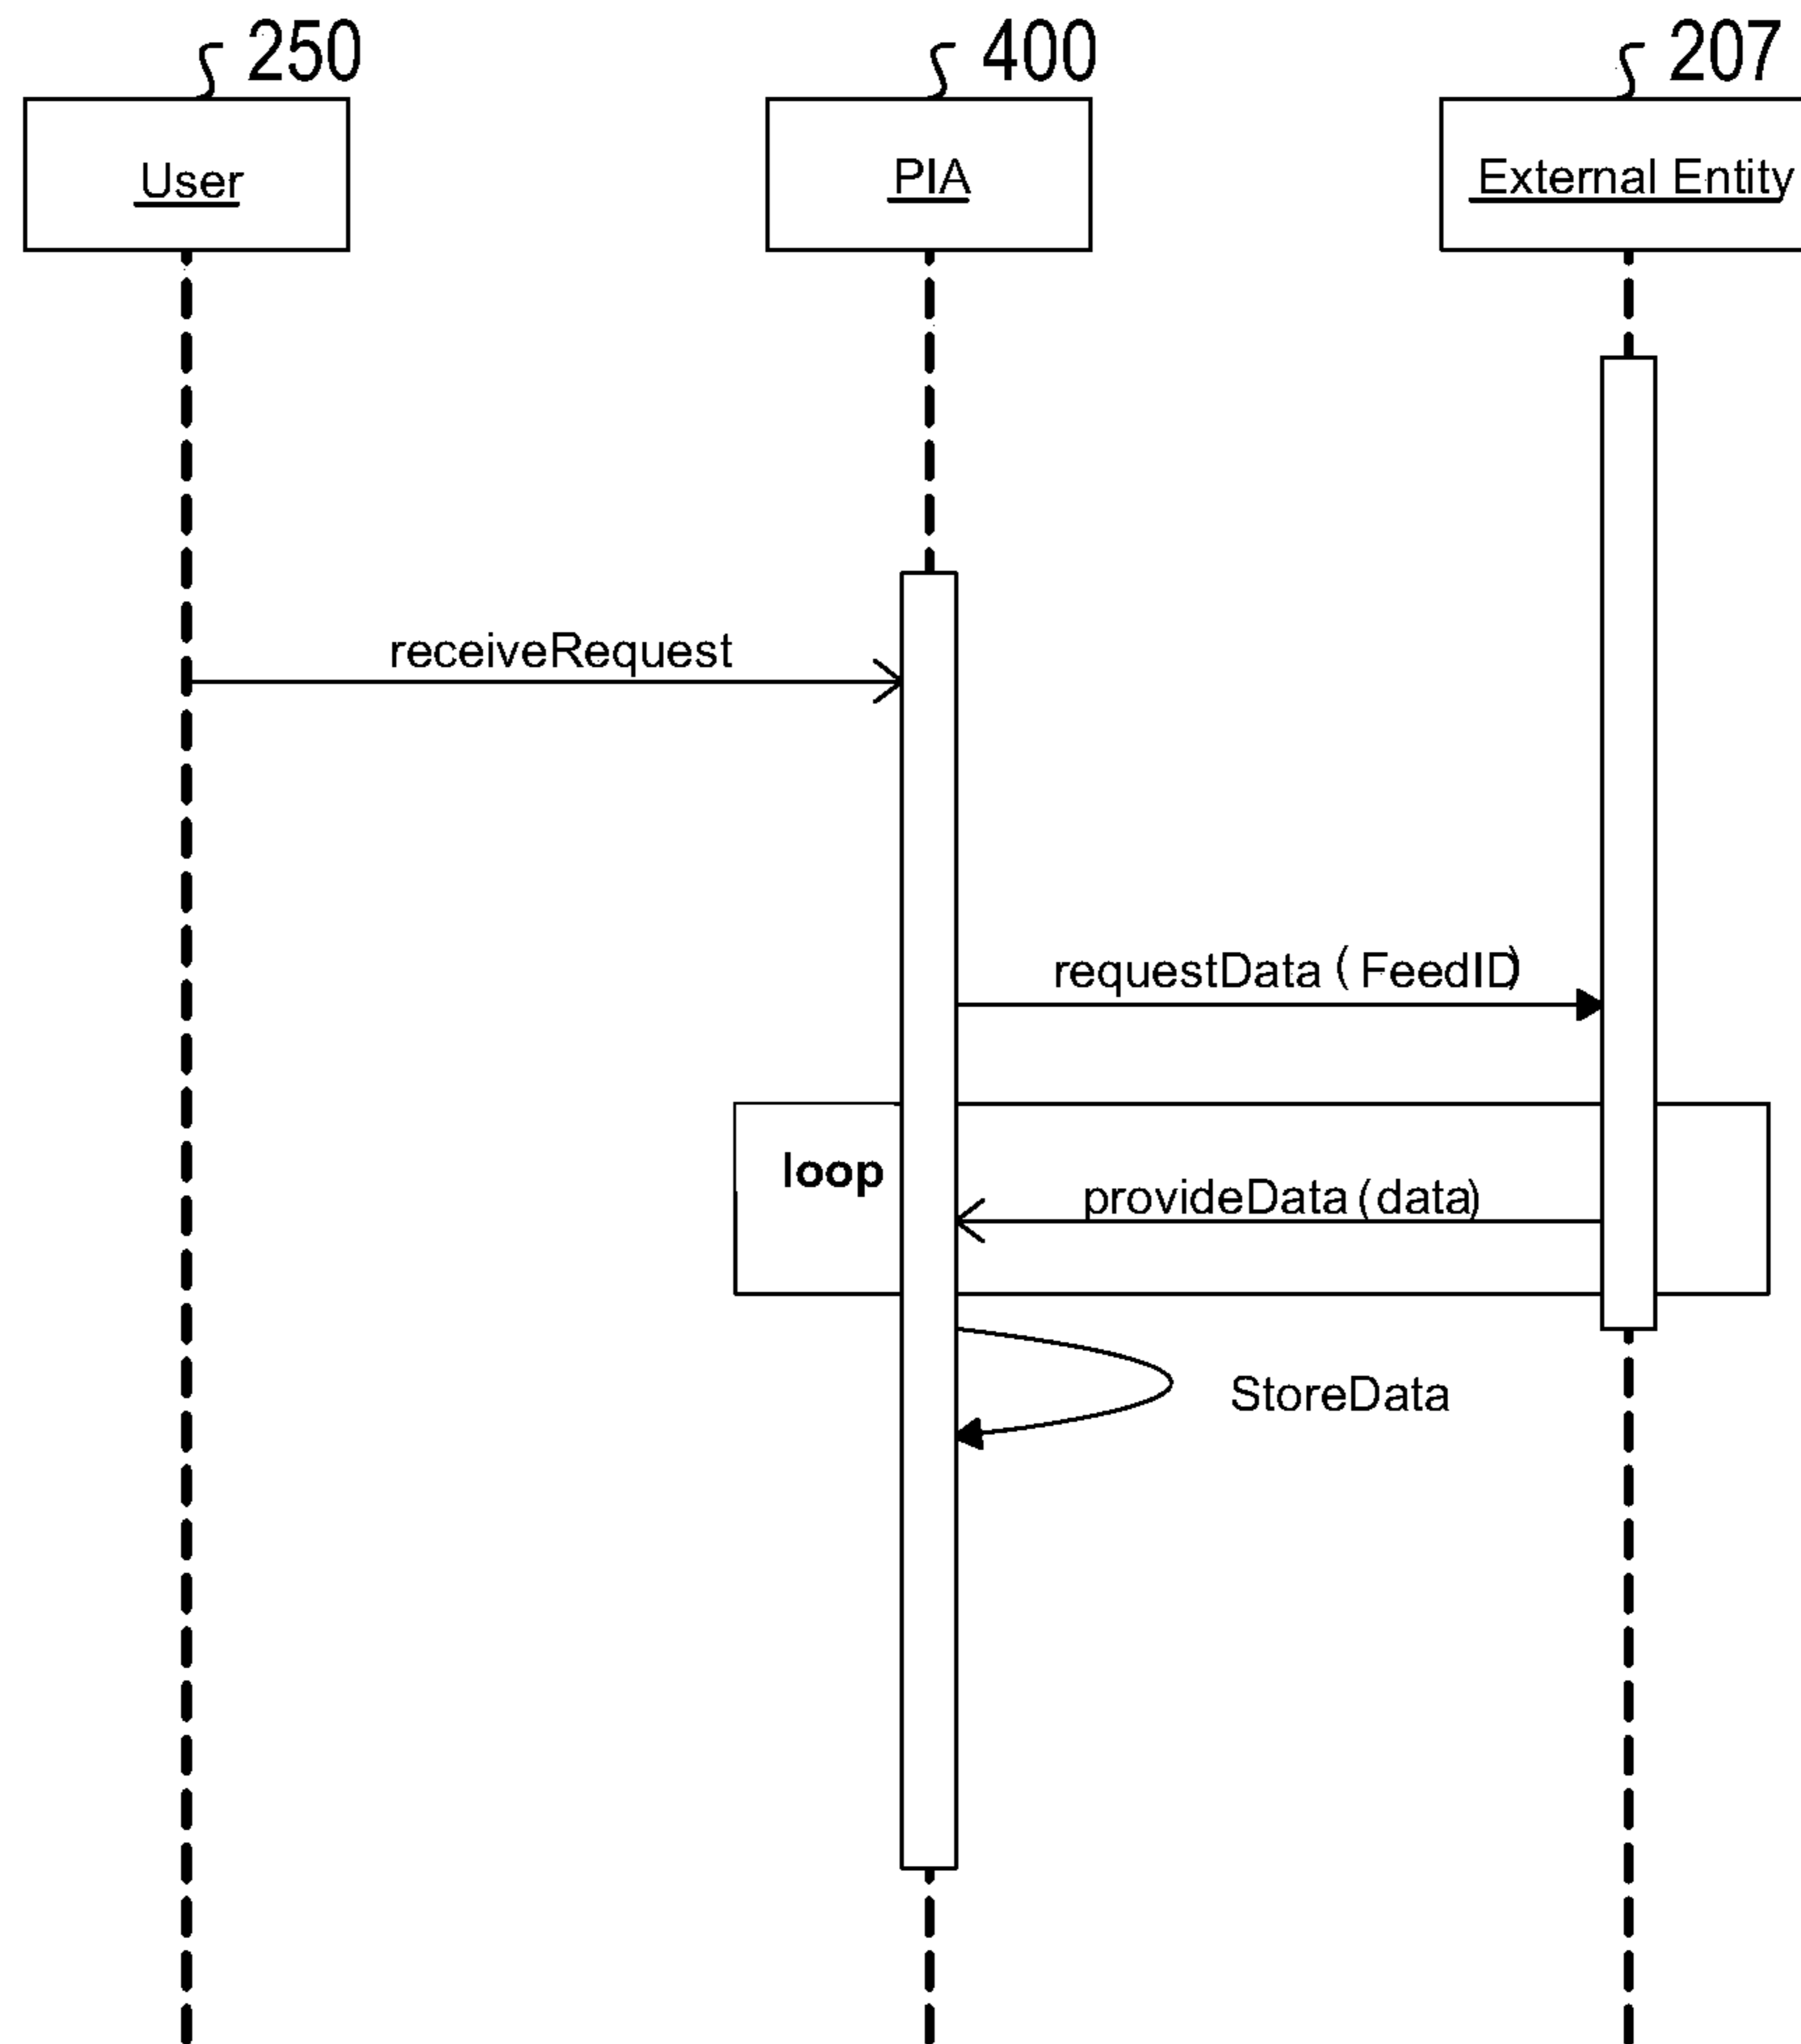 250
400
207
User
PIA
External Entity
receiveRequest
requestData (FeedID)
loop
provideData (data)
StoreData